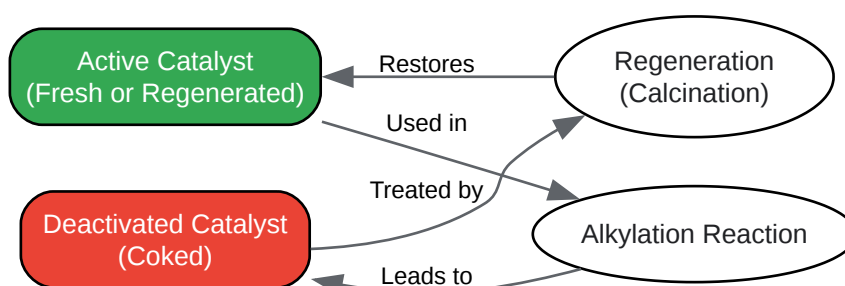 Active Catalyst
(Fresh or Regenerated)
Restores
Regeneration
(Calcination)
Used in
Treated by
Deactivated Catalyst
(Coked)
Alkylation Reaction
Leads to